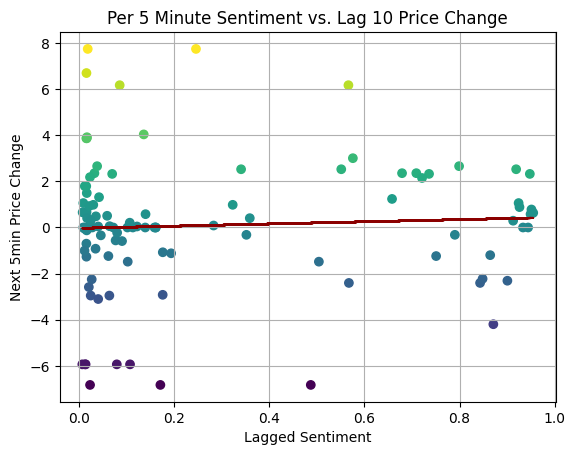 Per 5 Minute Sentiment vs. Lag 10 Price Change
Next 5min Price Change
8
6
4
2
0
−2
−4
−6
0.0 0.2 0.4 0.6 0.8 1.0
Lagged Sentiment